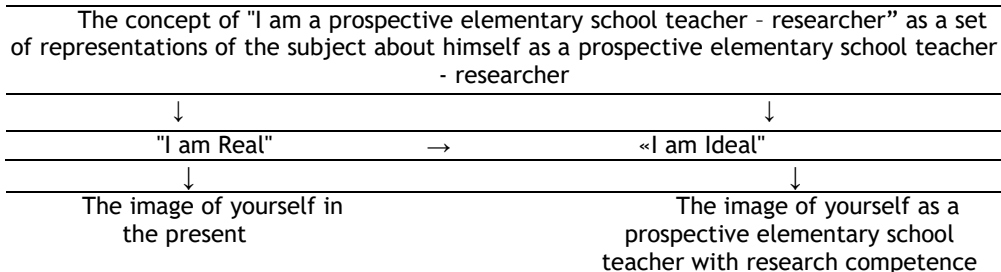 The concept of "I am a prospective elementary school teacher - researcher” as a set
of representations of the subject about himself as a prospective elementary school teacher
- researcher
↓ ↓
"I am Real" → «I am Ideal"
↓ ↓
The image of yourself in The image of yourself as a
the present prospective elementary school
teacher with research competence